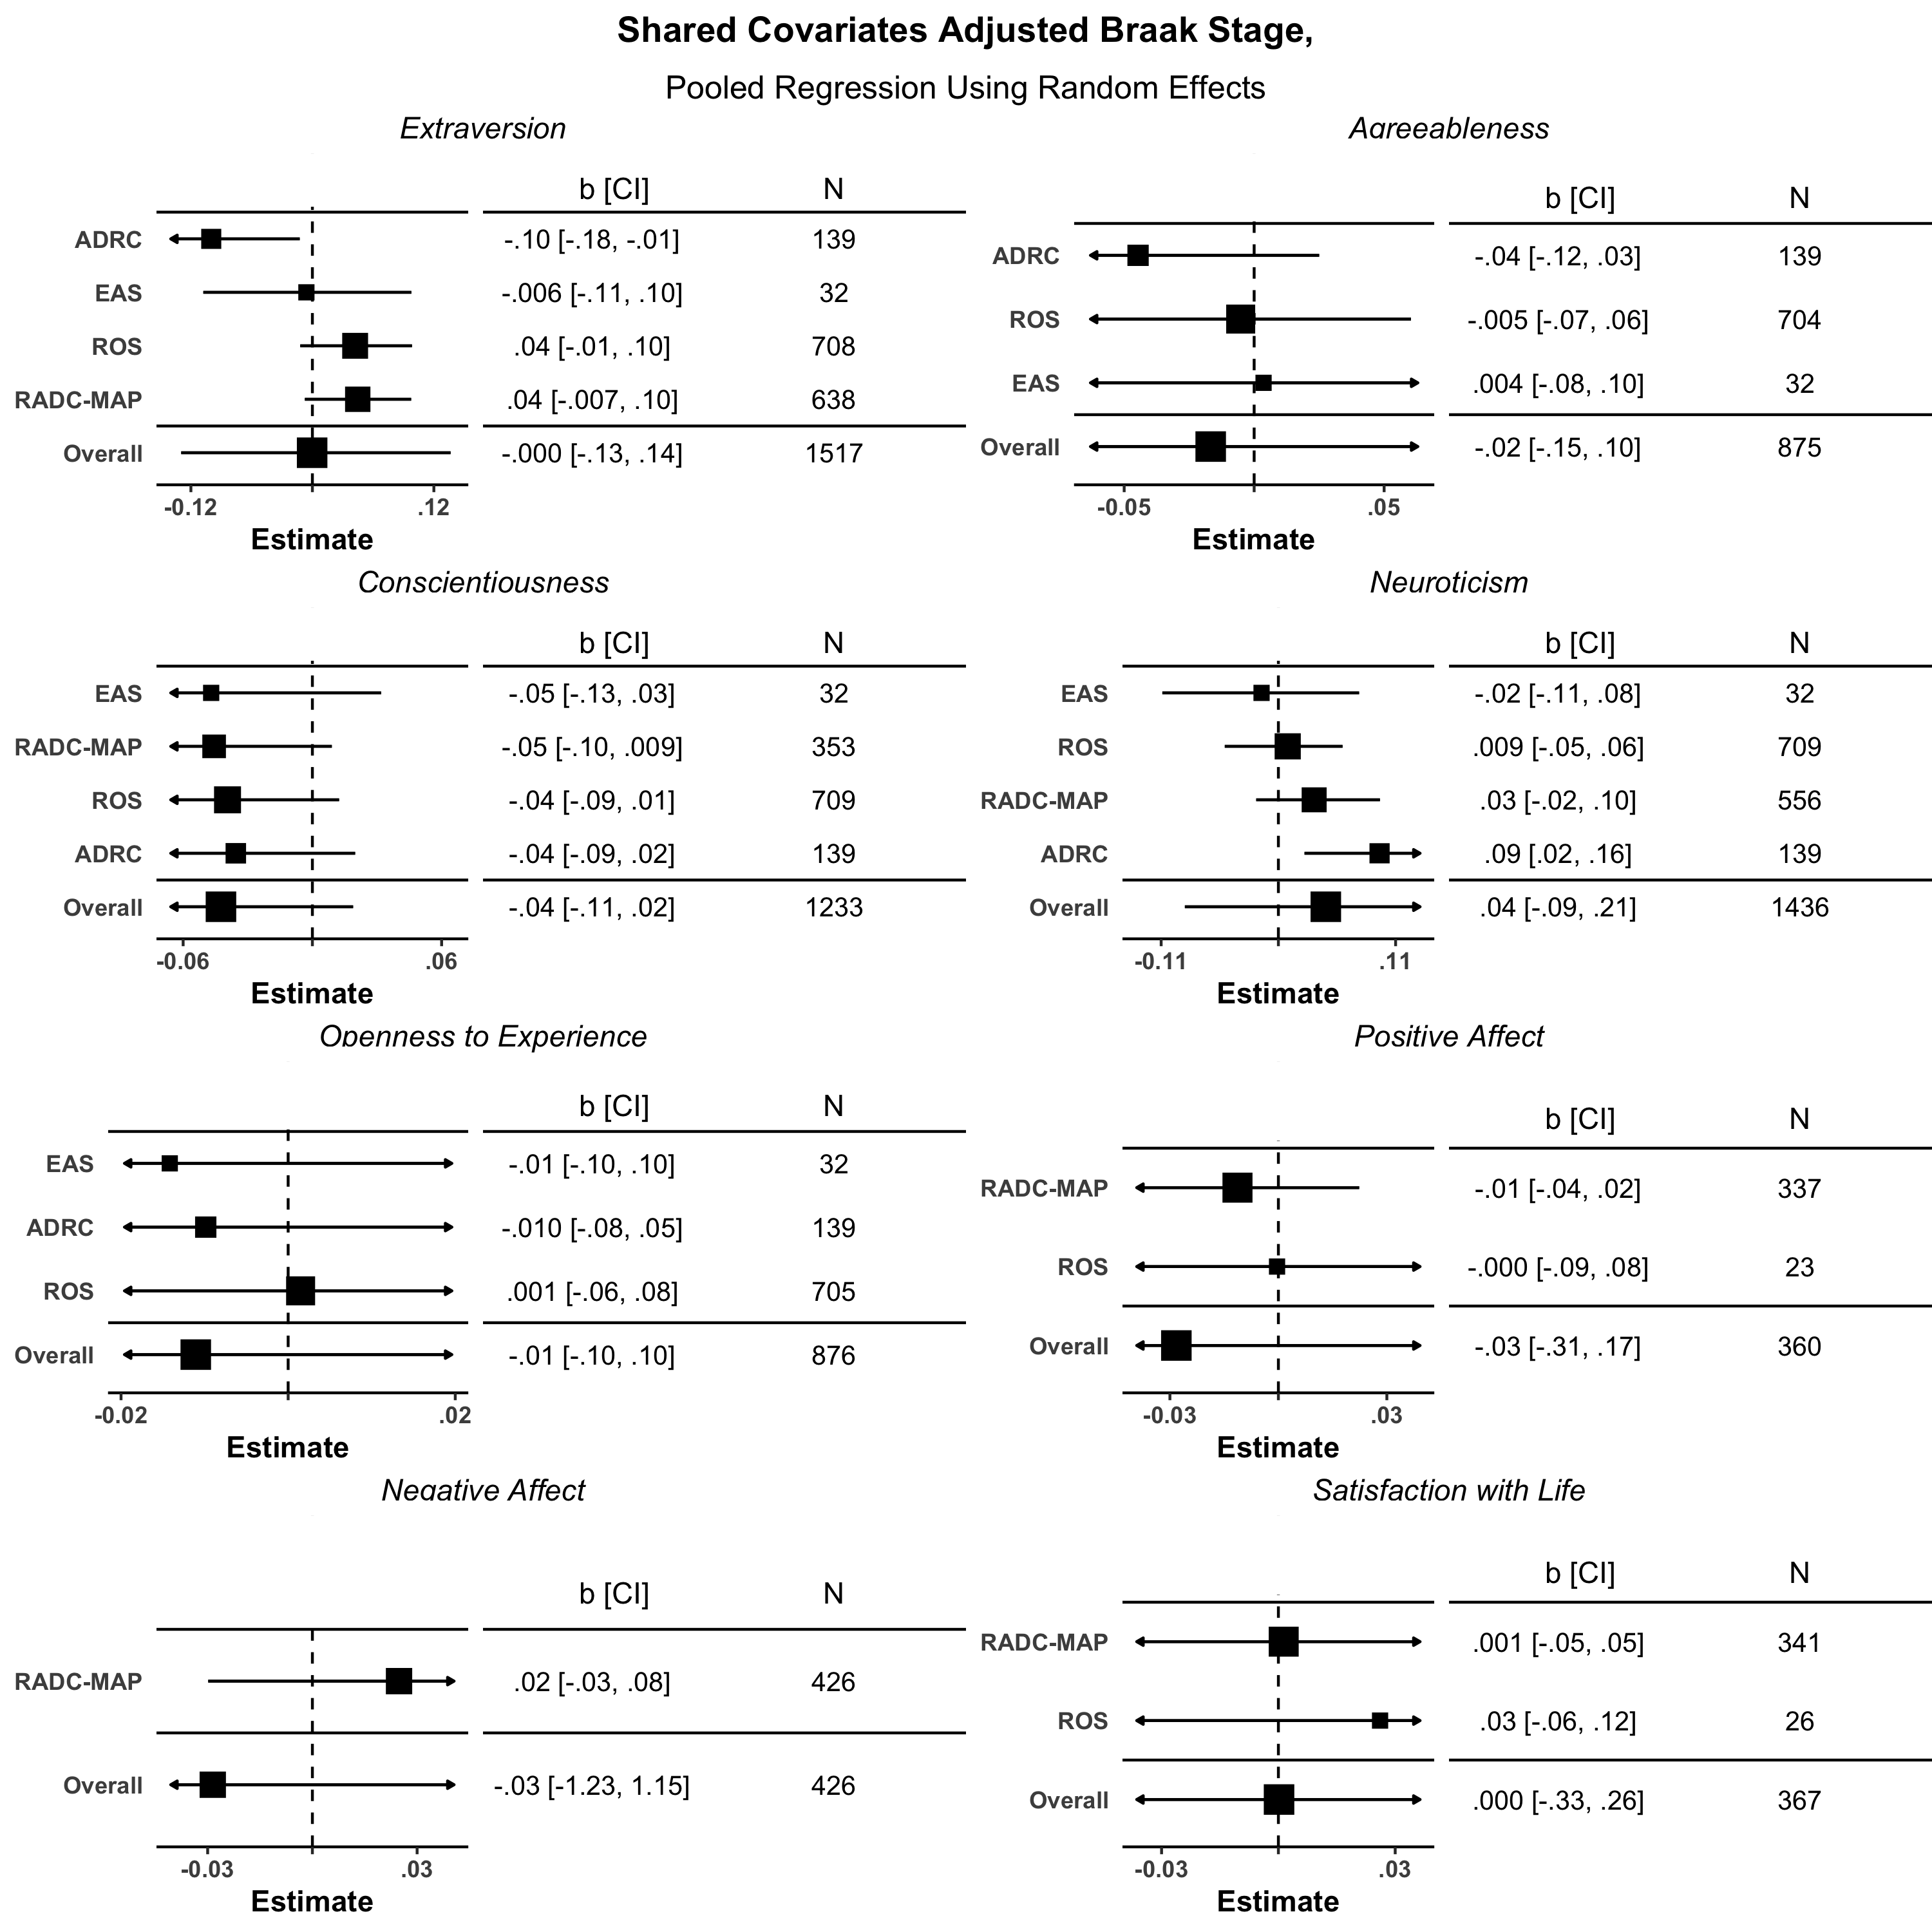 Shared Covariates Adjusted Braak Stage,
Pooled Regression Using Random Effects
Extraversion
b [CI] N
ADRC -.10 [-.18, -.01] 139
EAS -.006 [-.11, .10] 32
ROS .04 [-.01, .10] 708
RADC-MAP .04 [-.007, .10] 638
Overall -.000 [-.13, .14] 1517
-0.12 .12
Estimate
Agreeableness
b [CI] N
ADRC -.04 [-.12, .03] 139
ROS -.005 [-.07, .06] 704
EAS .004 [-.08, .10] 32
Overall -.02 [-.15, .10] 875
-0.05 .05
Estimate
Conscientiousness
b [CI] N
EAS -.05 [-.13, .03] 32
RADC-MAP -.05 [-.10, .009] 353
ROS -.04 [-.09, .01] 709
ADRC -.04 [-.09, .02] 139
Overall -.04 [-.11, .02] 1233
-0.06 .06
Estimate
Neuroticism
b [CI] N
EAS -.02 [-.11, .08] 32
ROS .009 [-.05, .06] 709
RADC-MAP .03 [-.02, .10] 556
ADRC .09 [.02, .16] 139
Overall .04 [-.09, .21] 1436
-0.11 .11
Estimate
Openness to Experience
b [CI] N
EAS -.01 [-.10, .10] 32
ADRC -.010 [-.08, .05] 139
ROS .001 [-.06, .08] 705
Overall -.01 [-.10, .10] 876
-0.02 .02
Estimate
Positive Affect
b [CI] N
RADC-MAP -.01 [-.04, .02] 337
ROS -.000 [-.09, .08] 23
Overall -.03 [-.31, .17] 360
-0.03 .03
Estimate
Negative Affect
b [CI] N
RADC-MAP .02 [-.03, .08] 426
Overall -.03 [-1.23, 1.15] 426
-0.03 .03
Estimate
Satisfaction with Life
b [CI] N
RADC-MAP .001 [-.05, .05] 341
ROS .03 [-.06, .12] 26
Overall .000 [-.33, .26] 367
-0.03 .03
Estimate